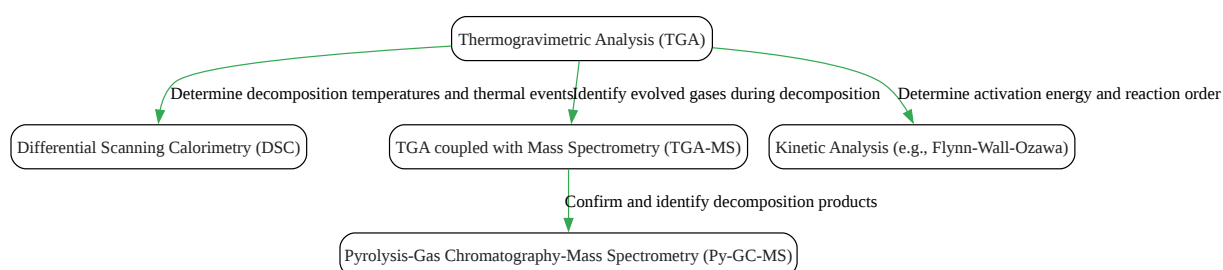 Thermogravimetric Analysis (TGA)
Determine decomposition temperatures and thermal events
Identify evolved gases during decomposition
Determine activation energy and reaction order
Differential Scanning Calorimetry (DSC)
TGA coupled with Mass Spectrometry (TGA-MS)
Kinetic Analysis (e.g., Flynn-Wall-Ozawa)
Confirm and identify decomposition products
Pyrolysis-Gas Chromatography-Mass Spectrometry (Py-GC-MS)